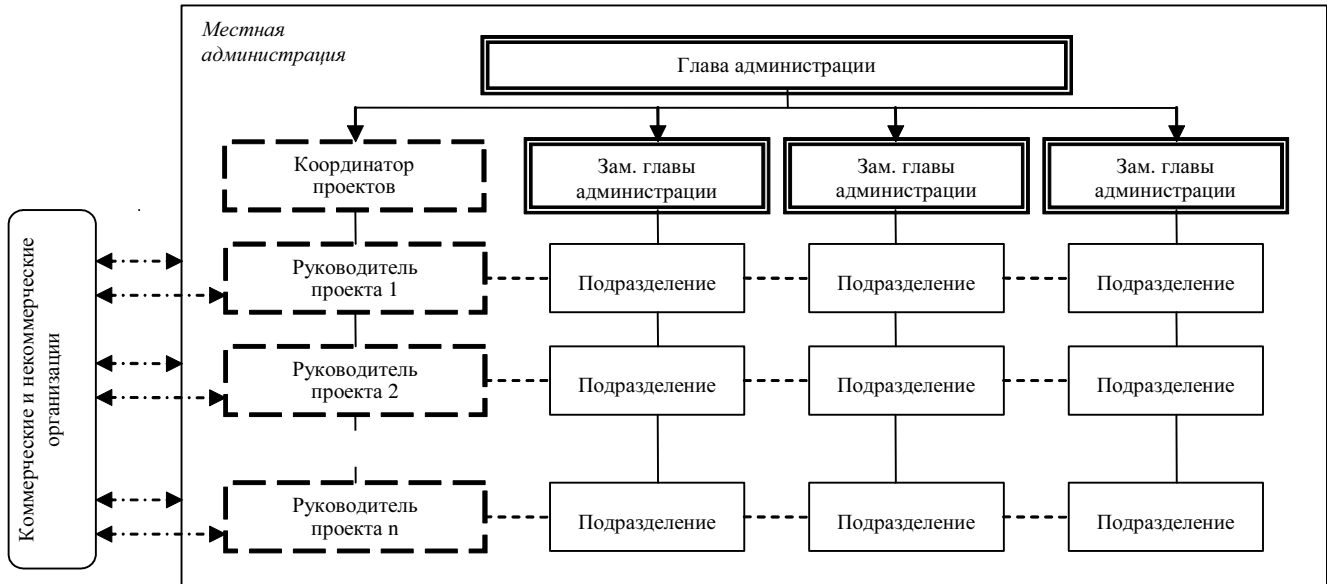 Местная
администрация
Глава администрации
Координатор
проектов
Зам. главы
администрации
Зам. главы
администрации
Зам. главы
администрации
Коммерческие и некоммерческие
организации
Руководитель
проекта 1
Подразделение
Подразделение
Подразделение
Руководитель
проекта 2
Подразделение
Подразделение
Подразделение
Руководитель
проекта n
Подразделение
Подразделение
Подразделение